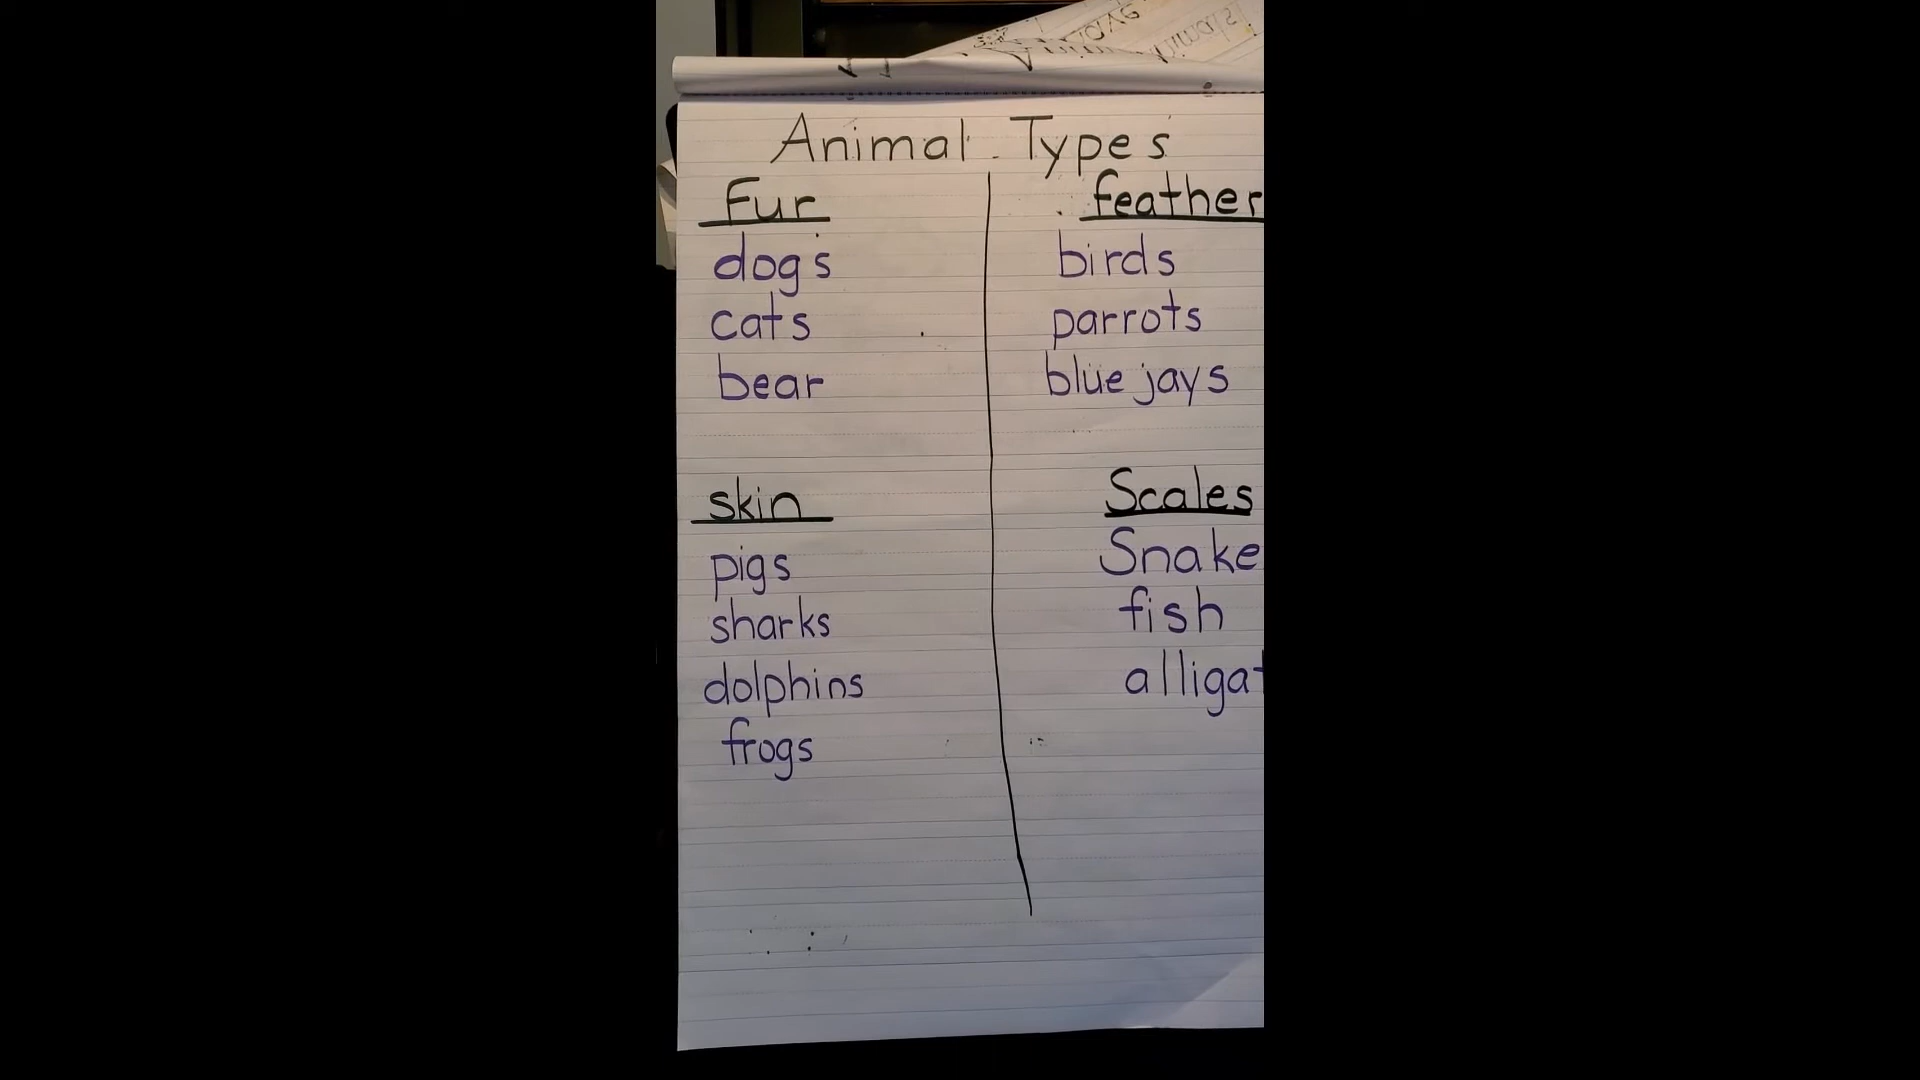 Animal Types
Fur
dogs
cats
bear
feather
birds
parrots
blue jays
skin
pigs
sharks
dolphins
frogs
Scales
Snake
fish
alligat